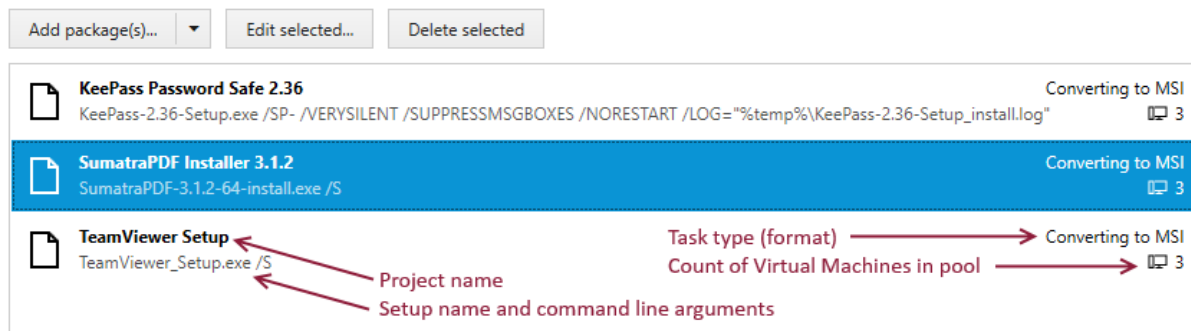 Add package(s)... Edit selected... Delete selected
KeePass Password Safe 2.36 Converting to MSI
KeePass-2.36-Setup.exe /SP- /VERYSILENT /SUPPRESSMSGBOXES /NORESTART /LOG="%temp%\KeePass-2.36-Setup_install.log" 3
SumatraPDF Installer 3.1.2 Converting to MSI
SumatraPDF-3.1.2-64-install.exe /S 3
TeamViewer Setup Task type (format) Converting to MSI
TeamViewer_Setup.exe /S Count of Virtual Machines in pool 3
Project name
Setup name and command line arguments